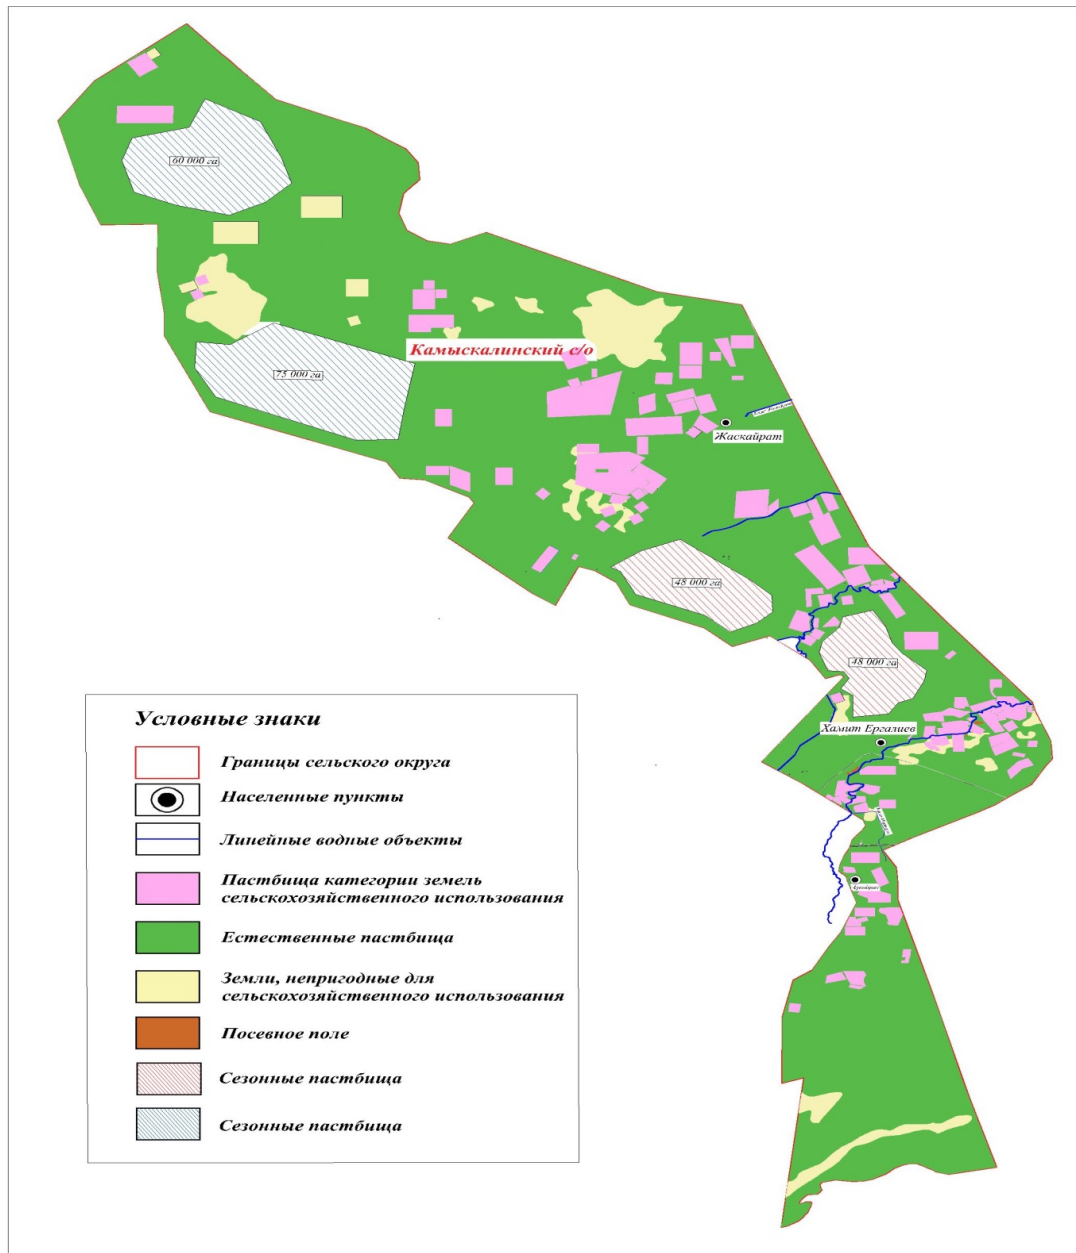 60 000 га
Камыскалинский с/о
75 000 га
Жаскайрат
48 000 га
48 000 га
Хамит Ергалиев
Условные знаки
Границы сельского округа
Населенные пункты
Линейные водные объекты
Пастбища категории земель
сельскохозяйственного использования
Естественные пастбища
Земли, непригодные для
сельскохозяйственного использования
Посевное поле
Сезонные пастбища
Сезонные пастбища